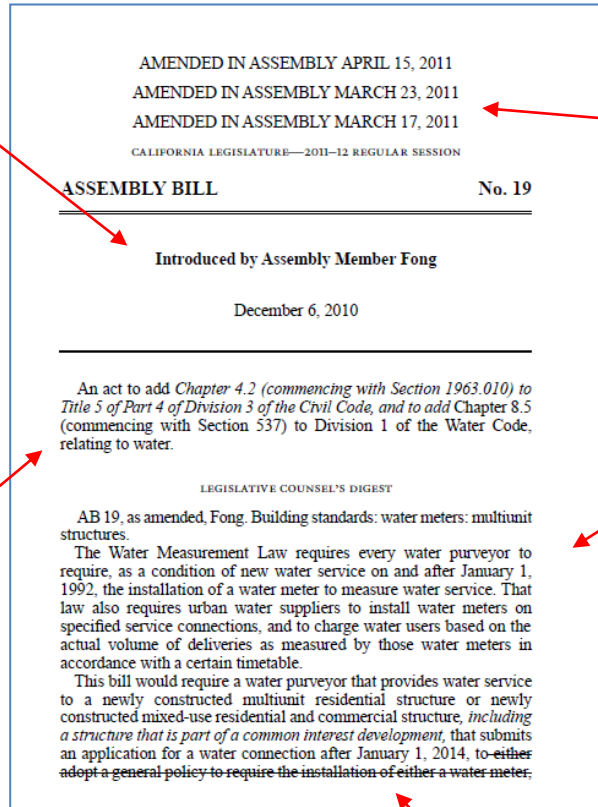 AMENDED IN ASSEMBLY APRIL 15, 2011
AMENDED IN ASSEMBLY MARCH 23, 2011
AMENDED IN ASSEMBLY MARCH 17, 2011
CALIFORNIA LEGISLATURE—2011–12 REGULAR SESSION
ASSEMBLY BILL No. 19
Introduced by Assembly Member Fong
December 6, 2010
An act to add Chapter 4.2 (commencing with Section 1963.010) to
Title 5 of Part 4 of Division 3 of the Civil Code, and to add Chapter 8.5
(commencing with Section 537) to Division 1 of the Water Code,
relating to water.
LEGISLATIVE COUNSEL'S DIGEST
AB 19, as amended, Fong. Building standards: water meters: multiunit
structures.
The Water Measurement Law requires every water purveyor to
require, as a condition of new water service on and after January 1,
1992, the installation of a water meter to measure water service. That
law also requires urban water suppliers to install water meters on
specified service connections, and to charge water users based on the
actual volume of deliveries as measured by those water meters in
accordance with a certain timetable.
This bill would require a water purveyor that provides water service
to a newly constructed multiunit residential structure or newly
constructed mixed-use residential and commercial structure, including
a structure that is part of a common interest development, that submits
an application for a water connection after January 1, 2014, to either
adopt a general policy to require the installation of either a water meter,